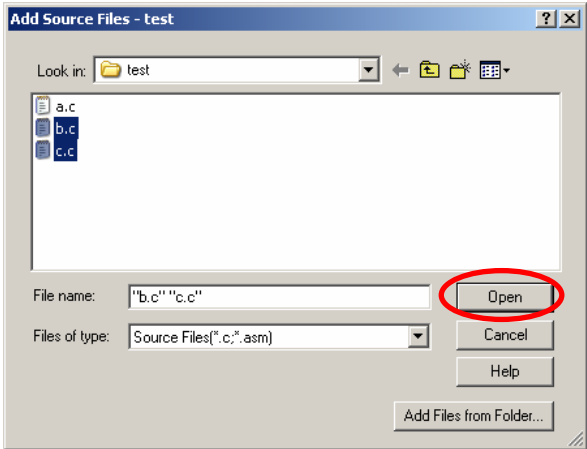 Add Source Files - test
Look in: test
a.c
b.c
c.c
File name: "b.c" "c.c" Open
Files of type: Source Files(*.c;*.asm) Cancel
Help
Add Files from Folder...